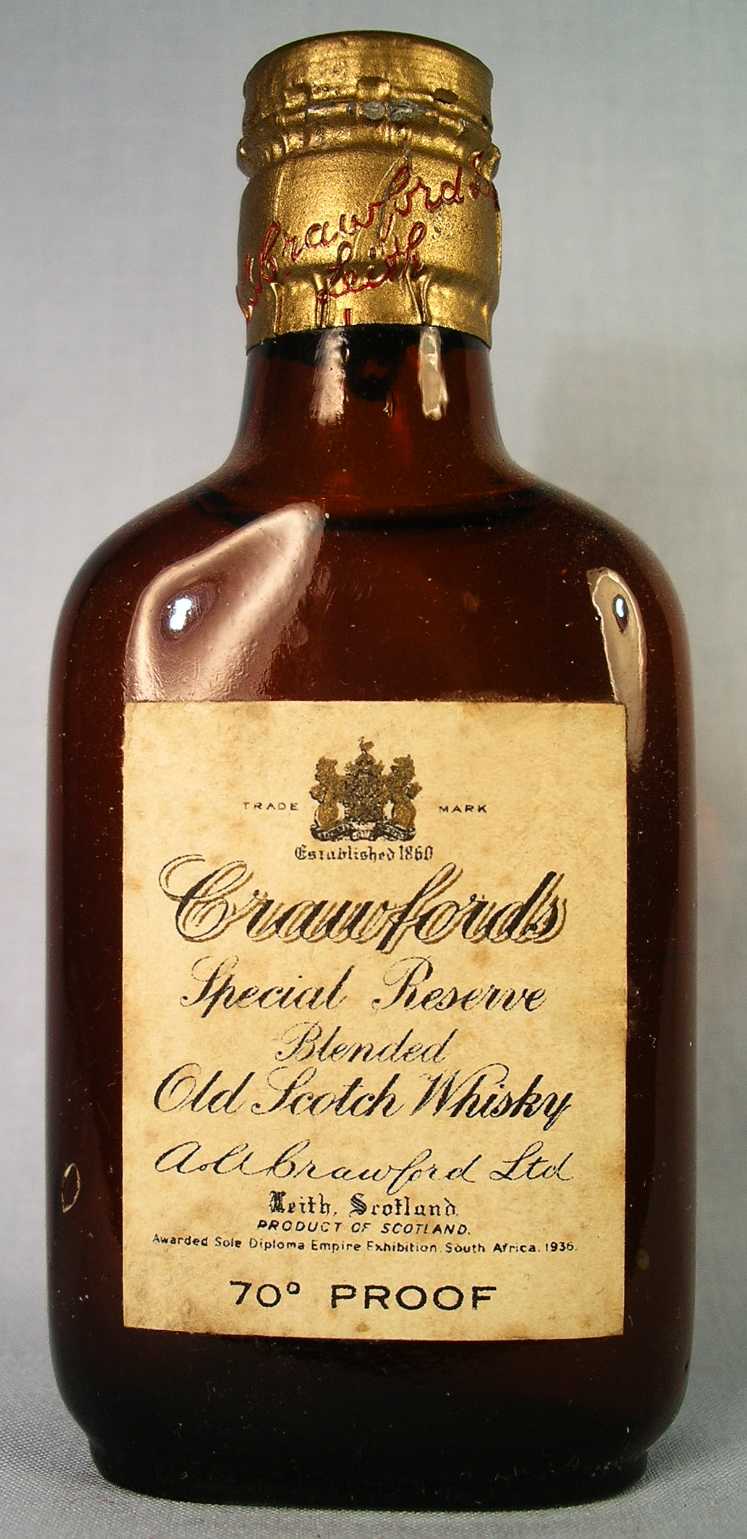 Crawford
Leith
TRADE MARK
Established 1860
Crawfords
Special Reserve
Blended
Old Scotch Whisky
A & A Crawford Ltd
Leith, Scotland.
PRODUCT OF SCOTLAND.
Awarded Sole Diploma Empire Exhibition. South Africa. 1936.
70° PROOF